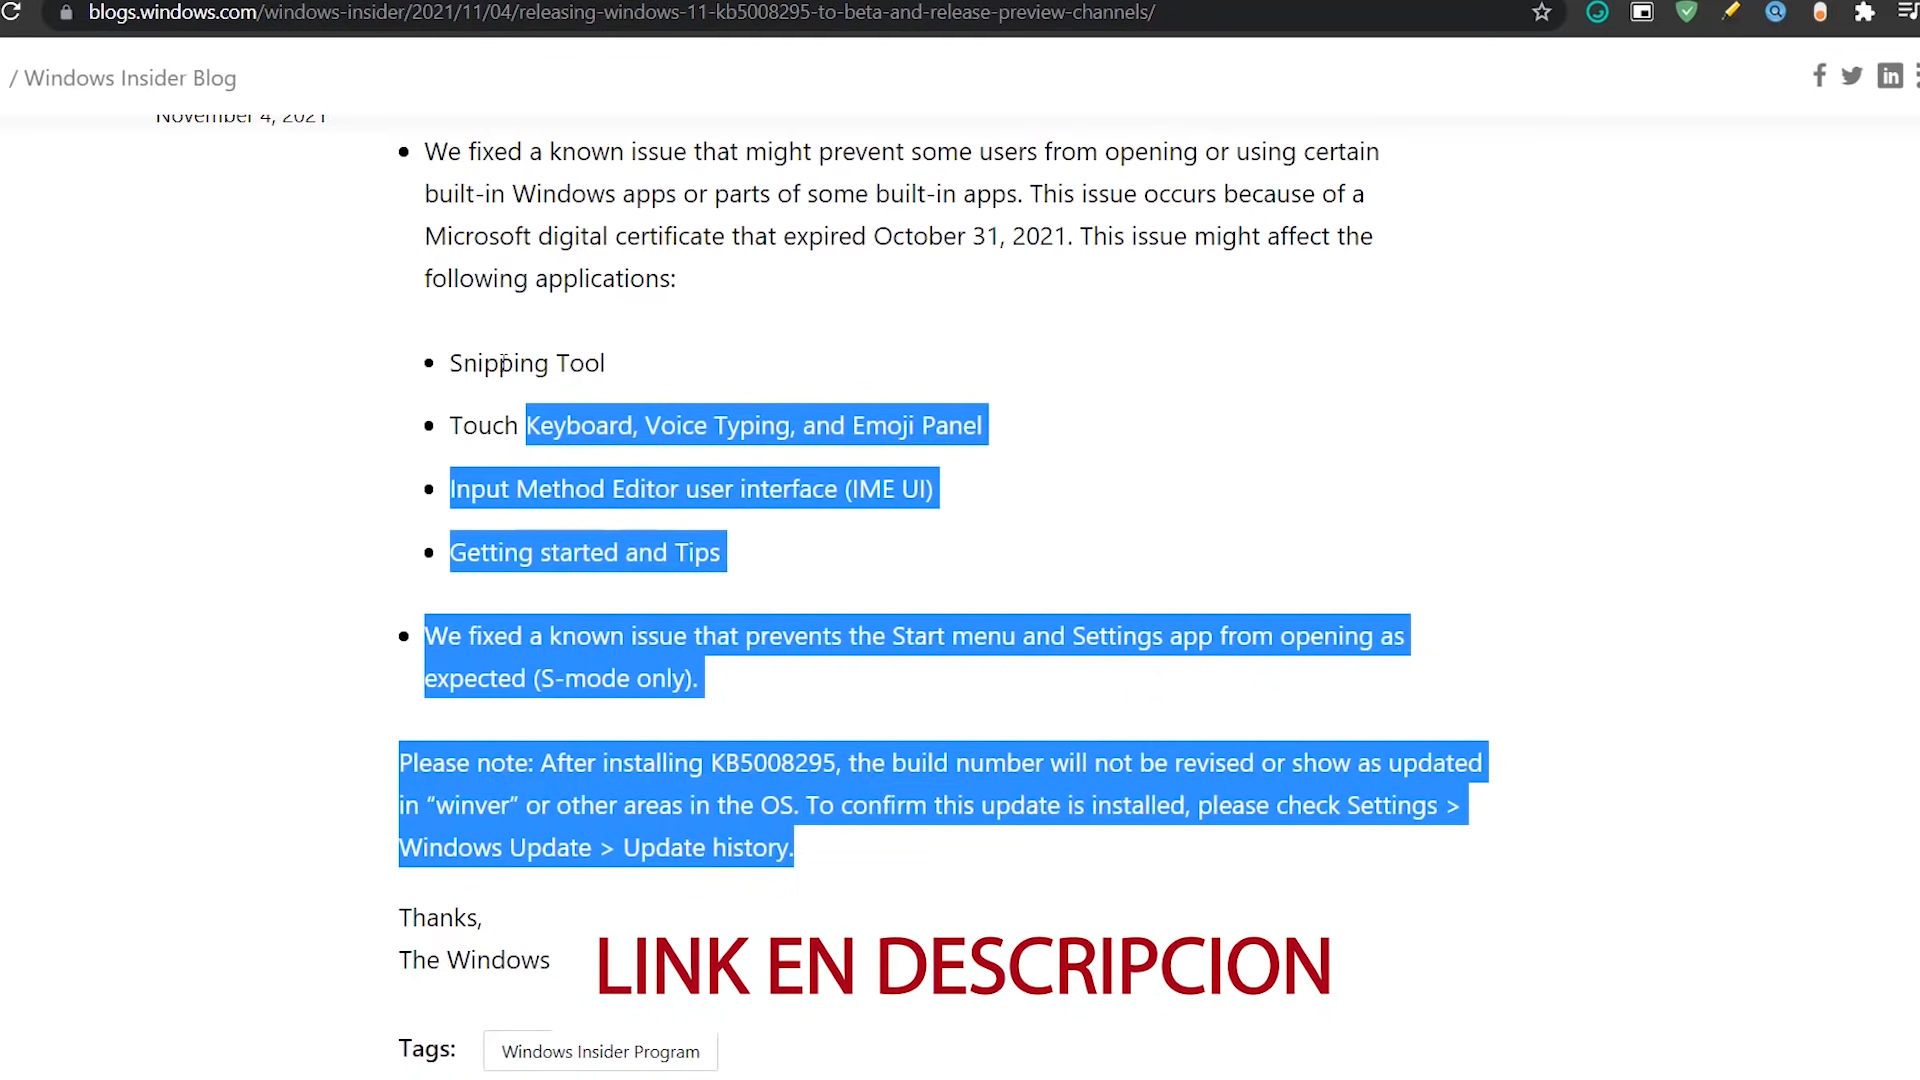 blogs.windows.com/windows-insider/2021/11/04/releasing-windows-11-kb5008295-to-beta-and-release-preview-channels/
/ Windows Insider Blog
November 4, 2021
• We fixed a known issue that might prevent some users from opening or using certain
built-in Windows apps or parts of some built-in apps. This issue occurs because of a
Microsoft digital certificate that expired October 31, 2021. This issue might affect the
following applications:
• Snipping Tool
• Touch Keyboard, Voice Typing, and Emoji Panel
• Input Method Editor user interface (IME UI)
• Getting started and Tips
• We fixed a known issue that prevents the Start menu and Settings app from opening as
expected (S-mode only).
Please note: After installing KB5008295, the build number will not be revised or show as updated
in “winver” or other areas in the OS. To confirm this update is installed, please check Settings >
Windows Update > Update history.
Thanks,
The Windows
LINK EN DESCRIPCION
Tags: Windows Insider Program